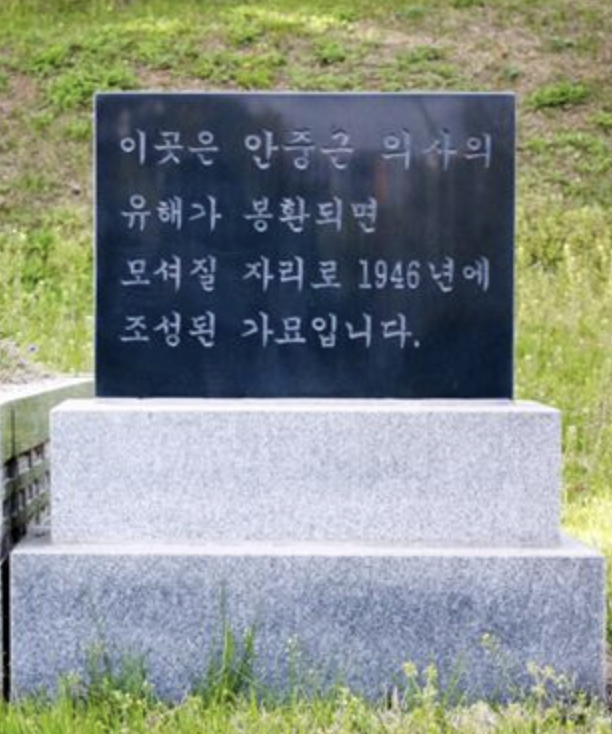 이곳은 안중근 의사의
유해가 봉환되면
모셔질 자리로 1946년에
조성된 가묘입니다.